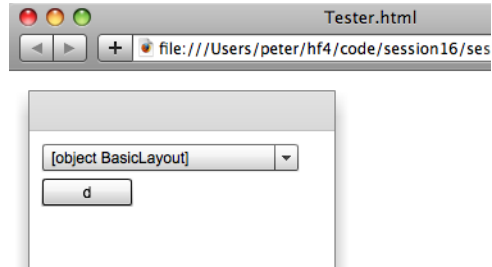 Tester.html
file:///Users/peter/hf4/code/session16/ses
[object BasicLayout]
d